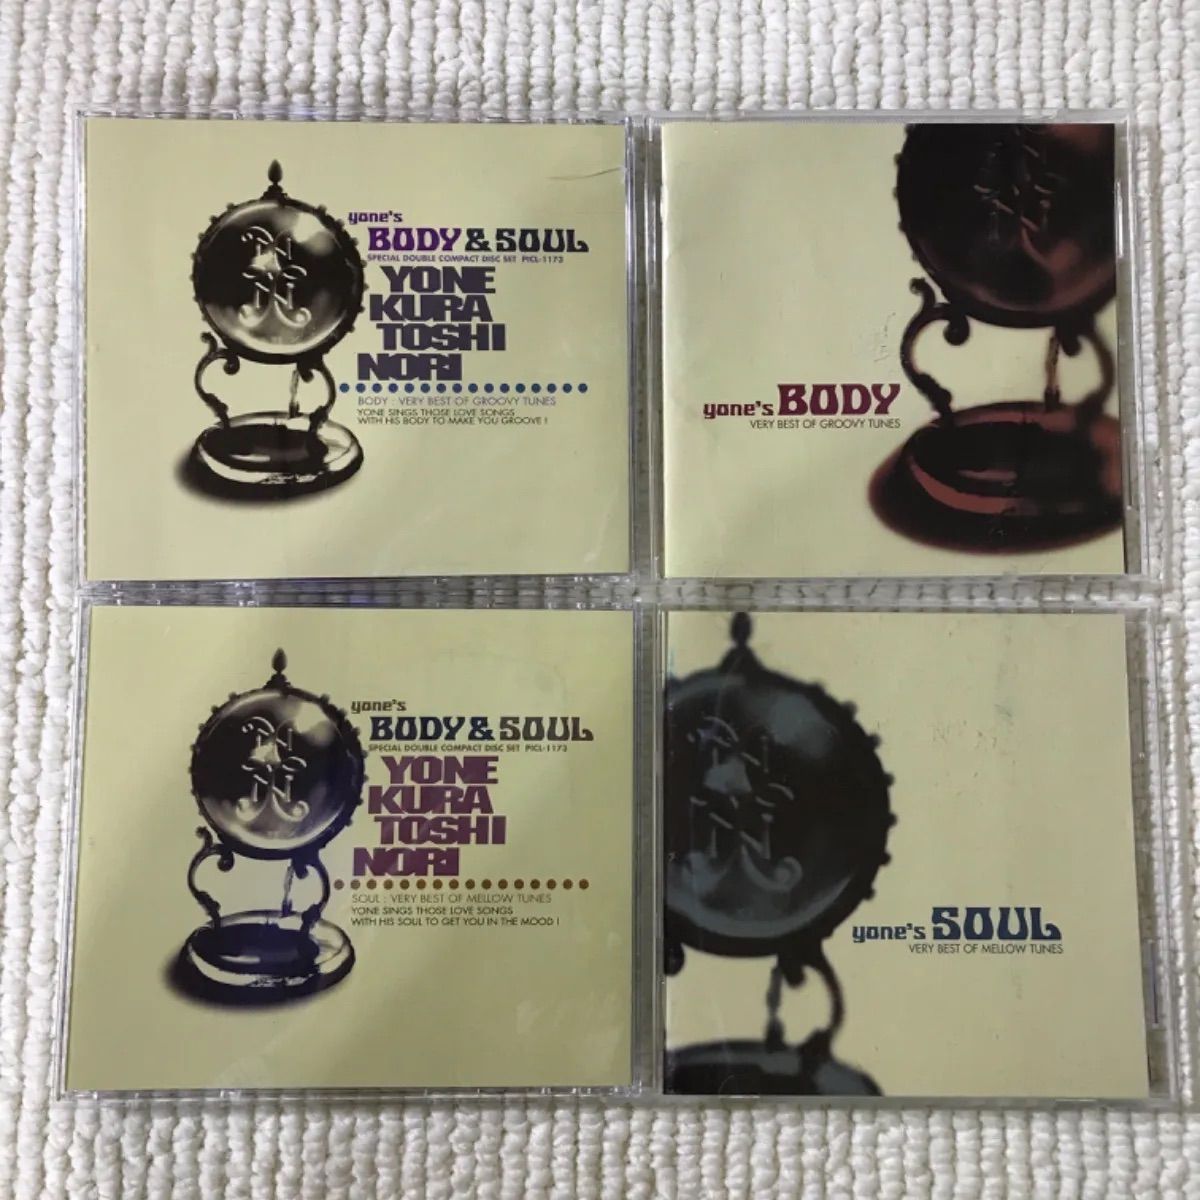 yone's
BODY & SOUL
SPECIAL DOUBLE COMPACT DISC SET PICL-1173
YONE
KURA
TOSHI
NORI
BODY : VERY BEST OF GROOVY TUNES
YONE SINGS THOSE LOVE SONGS
WITH HIS BODY TO MAKE YOU GROOVE !
yone's BODY
VERY BEST OF GROOVY TUNES
yone's
BODY & SOUL
SPECIAL DOUBLE COMPACT DISC SET PICL-1173
YONE
KURA
TOSHI
NORI
SOUL : VERY BEST OF MELLOW TUNES
YONE SINGS THOSE LOVE SONGS
WITH HIS SOUL TO GET YOU IN THE MOOD !
yone's SOUL
VERY BEST OF MELLOW TUNES